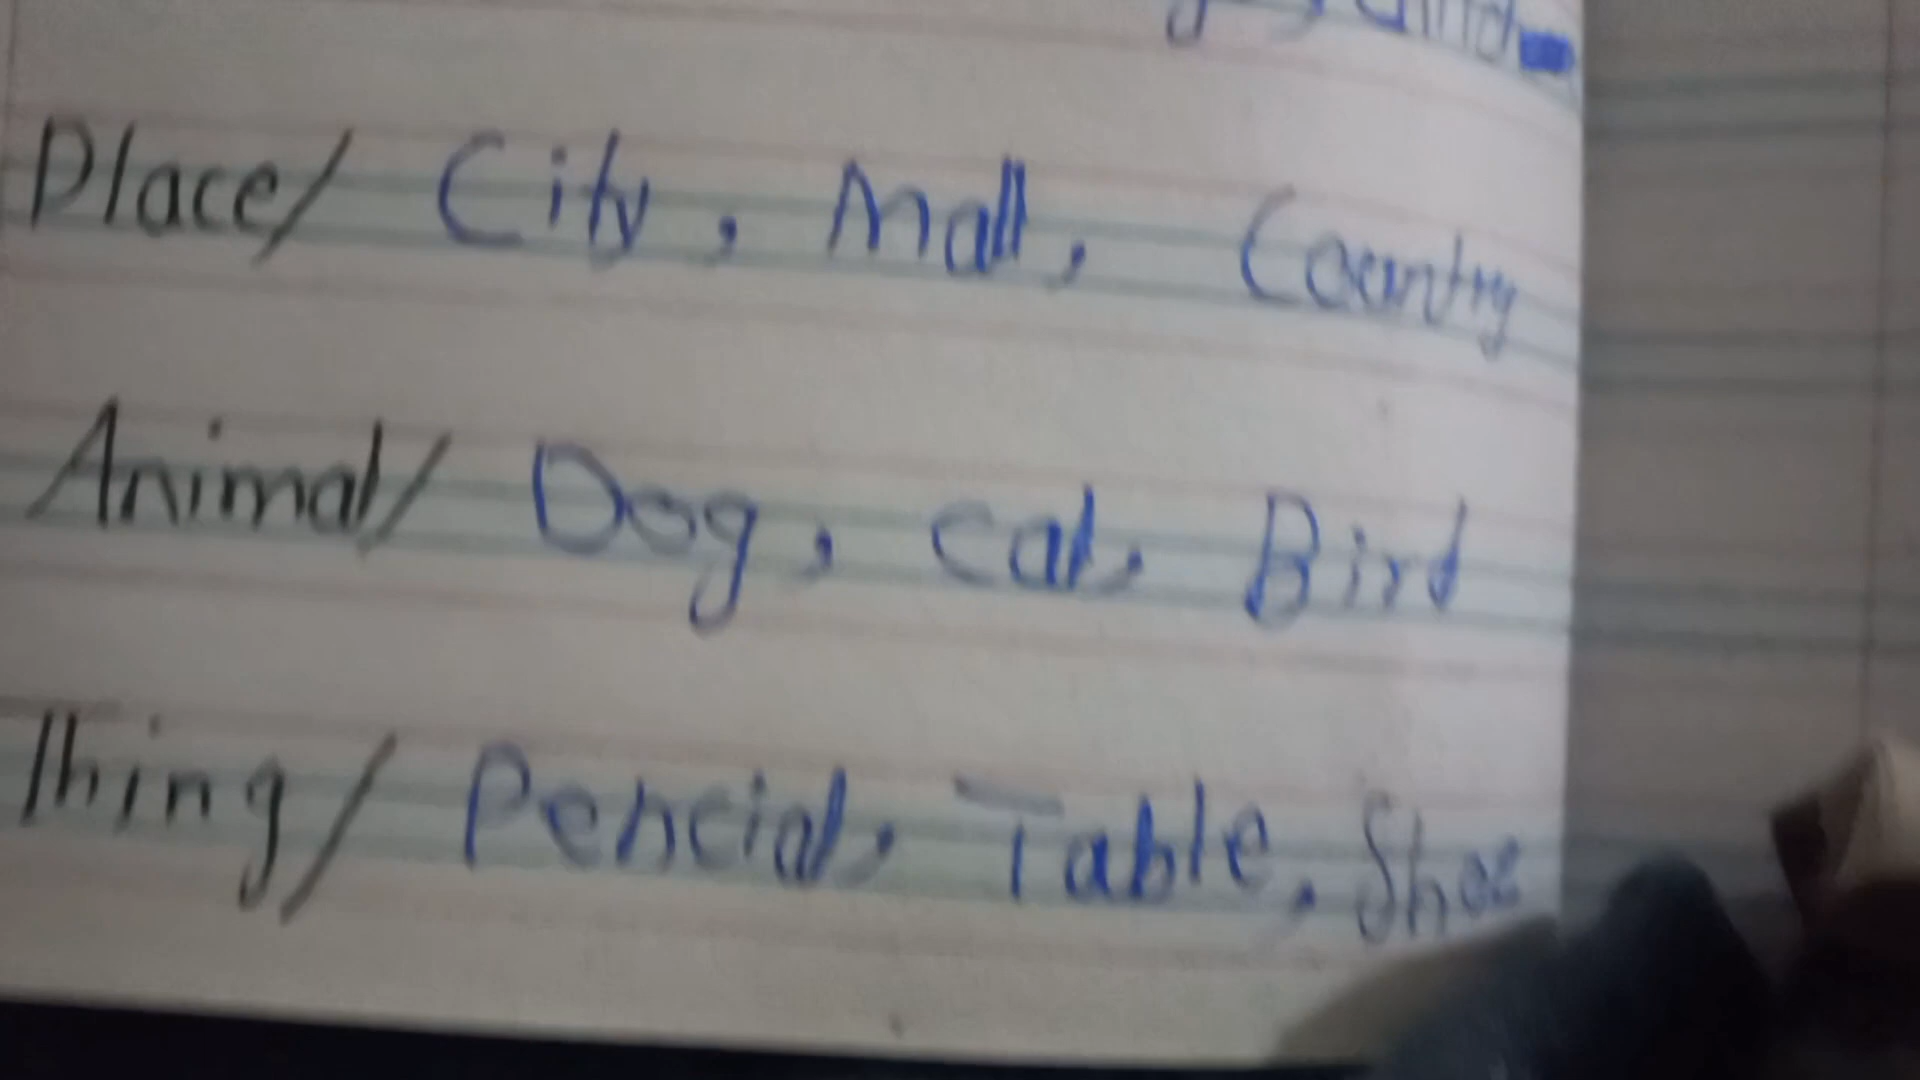 Place/ City, Mall, Country
Animal/ Dog, cat, Bird
Thing/ Pencial, Table, Shoe